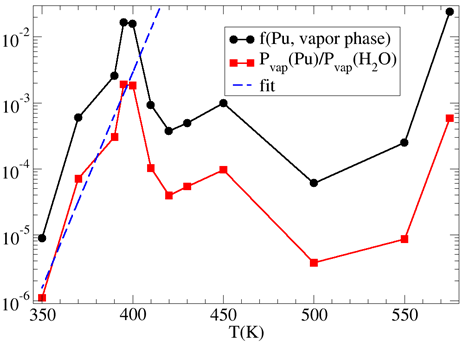 10⁻²
10⁻³
10⁻⁴
10⁻⁵
10⁻⁶
f(Pu, vapor phase)
Pvap(Pu)/Pvap(H₂O)
fit
350 400 450 500 550
T(K)